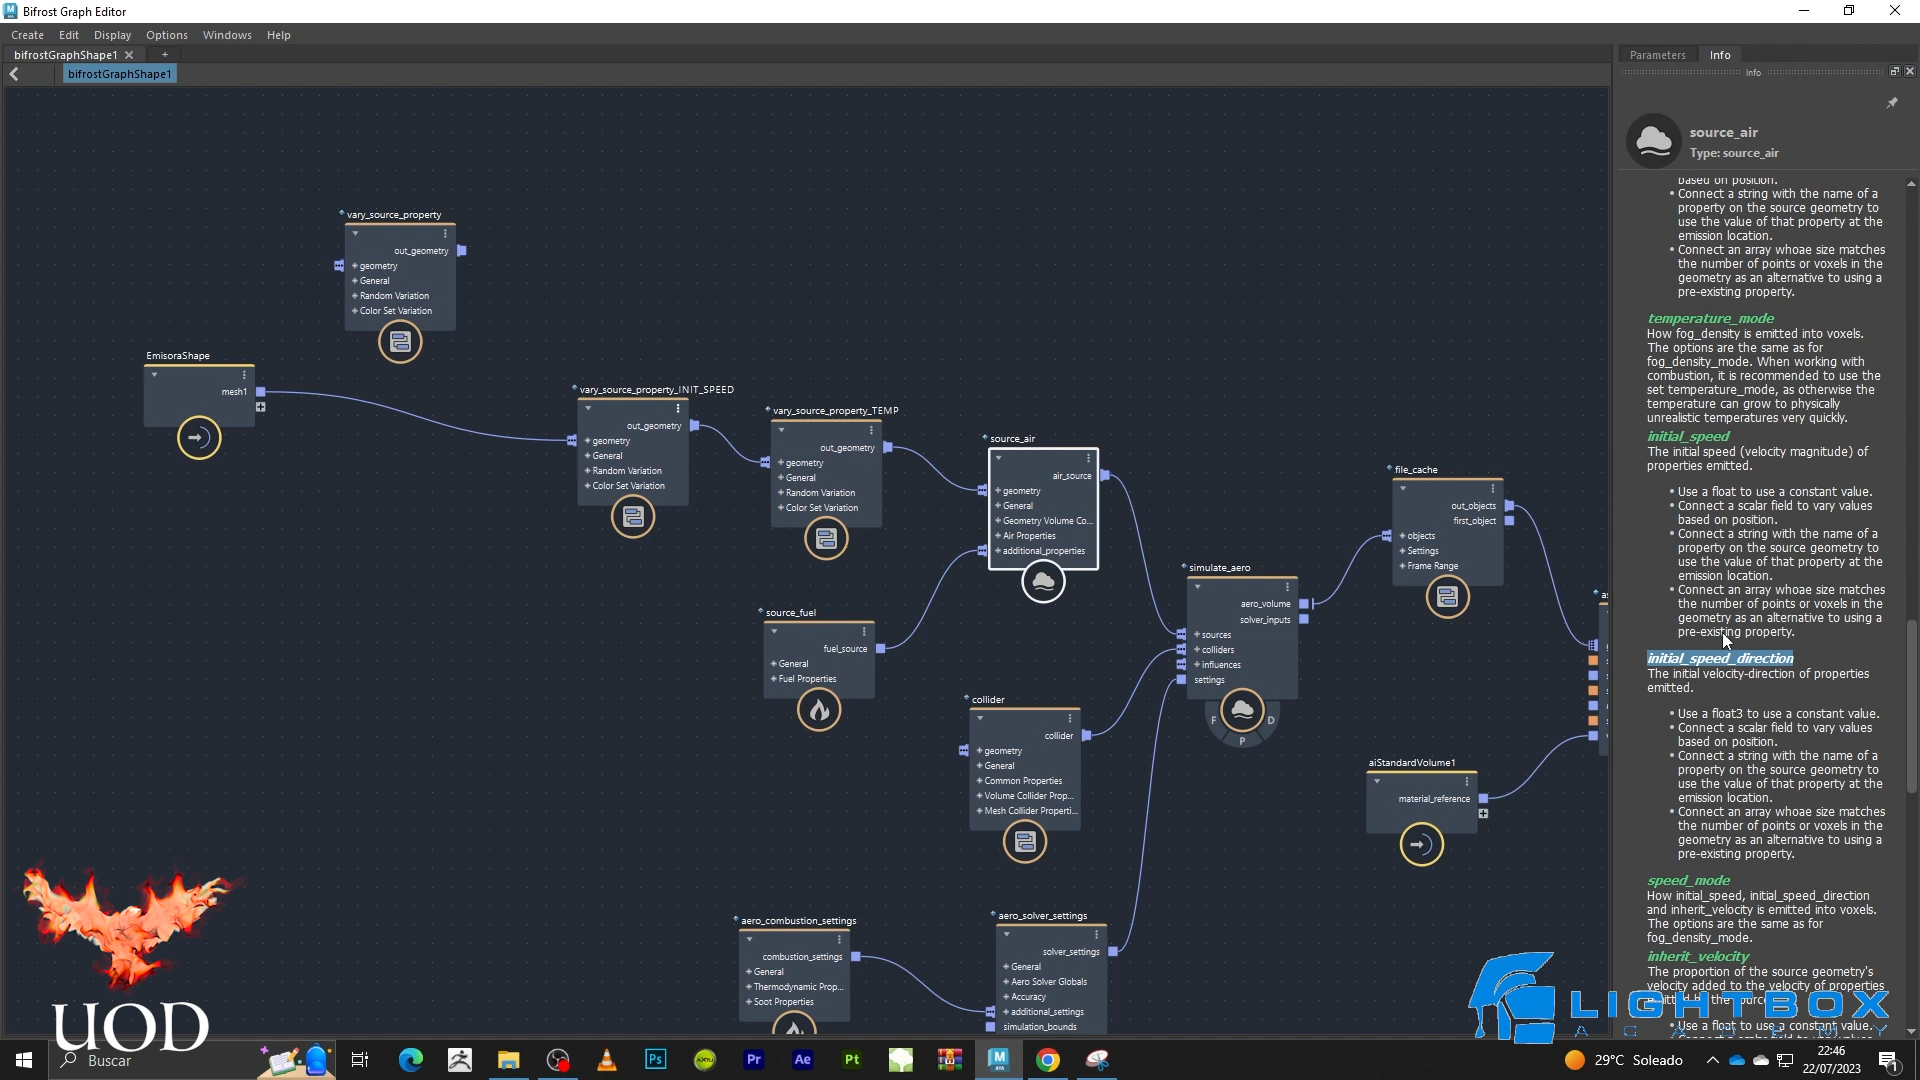 Bifrost Graph Editor
Create Edit Display Options Windows Help
bifrostGraphShape1
+
bifrostGraphShape1
Parameters Info
Info
source_air
Type: source_air
based on position.
• Connect a string with the name of a
property on the source geometry to
use the value of that property at the
emission location.
• Connect an array whoae size matches
the number of points or voxels in the
geometry as an alternative to using a
pre-existing property.
temperature_mode
How fog_density is emitted into voxels.
The options are the same as for
fog_density_mode. When working with
combustion, it is recommended to use the
set temperature_mode, as otherwise the
temperature can grow to physically
unrealistic temperatures very quickly.
initial_speed
The initial speed (velocity magnitude) of
properties emitted.
• Use a float to use a constant value.
• Connect a scalar field to vary values
based on position.
• Connect a string with the name of a
property on the source geometry to
use the value of that property at the
emission location.
• Connect an array whoae size matches
the number of points or voxels in the
geometry as an alternative to using a
pre-existing property.
initial_speed_direction
The initial velocity-direction of properties
emitted.
• Use a float3 to use a constant value.
• Connect a scalar field to vary values
based on position.
• Connect a string with the name of a
property on the source geometry to
use the value of that property at the
emission location.
• Connect an array whoae size matches
the number of points or voxels in the
geometry as an alternative to using a
pre-existing property.
speed_mode
How initial_speed, initial_speed_direction
and inherit_velocity is emitted into voxels.
The options are the same as for
fog_density_mode.
inherit_velocity
The proportion of the source geometry's
velocity added to the velocity of properties
• Use a float to use a constant value.
vary_source_property
out_geometry
+ geometry
+ General
+ Random Variation
+ Color Set Variation
EmisoraShape
mesh1
vary_source_property_INIT_SPEED
out_geometry
+ geometry
+ General
+ Random Variation
+ Color Set Variation
vary_source_property_TEMP
out_geometry
+ geometry
+ General
+ Random Variation
+ Color Set Variation
source_air
air_source
+ geometry
+ General
+ Geometry Volume Co...
+ Air Properties
+ additional_properties
file_cache
out_objects
first_object
+ objects
+ Settings
+ Frame Range
source_fuel
fuel_source
+ General
+ Fuel Properties
simulate_aero
aero_volume
solver_inputs
+ sources
+ colliders
+ influences
settings
F D
P
collider
collider
+ geometry
+ General
+ Common Properties
+ Volume Collider Prop...
+ Mesh Collider Properti...
aiStandardVolume1
material_reference
aero_combustion_settings
combustion_settings
+ General
+ Thermodynamic Prop...
+ Soot Properties
aero_solver_settings
solver_settings
+ General
+ Aero Solver Globals
+ Accuracy
+ additional_settings
simulation_bounds
UOD
LIGHTBOX
ACADEMY
Buscar
Ps
Pr
Ae
Pt
M
29°C Soleado
22:46
22/07/2023
1